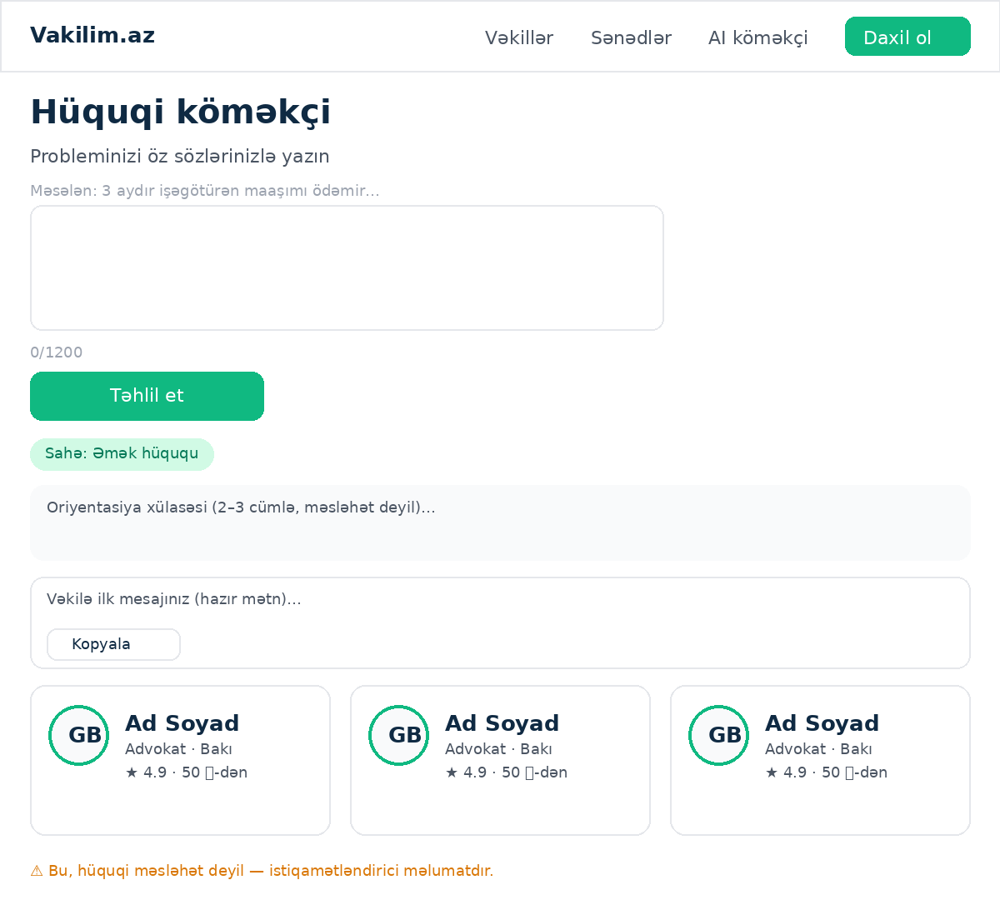 Vakilim.az
Vəkillər
Sənədlər
AI köməkçi
Daxil ol
Hüquqi köməkçi
Probleminizi öz sözlərinizlə yazın
Məsələn: 3 aydır işəgötürən maaşımı ödəmir…
0/1200
Təhlil et
Sahə: Əmək hüququ
Oriyentasiya xülasəsi (2–3 cümlə, məsləhət deyil)…
Vəkilə ilk mesajınız (hazır mətn)…
Kopyala
GB
Ad Soyad
Advokat · Bakı
★ 4.9 · 50 ▯-dən
GB
Ad Soyad
Advokat · Bakı
★ 4.9 · 50 ▯-dən
GB
Ad Soyad
Advokat · Bakı
★ 4.9 · 50 ▯-dən
⚠ Bu, hüquqi məsləhət deyil — istiqamətləndirici məlumatdır.